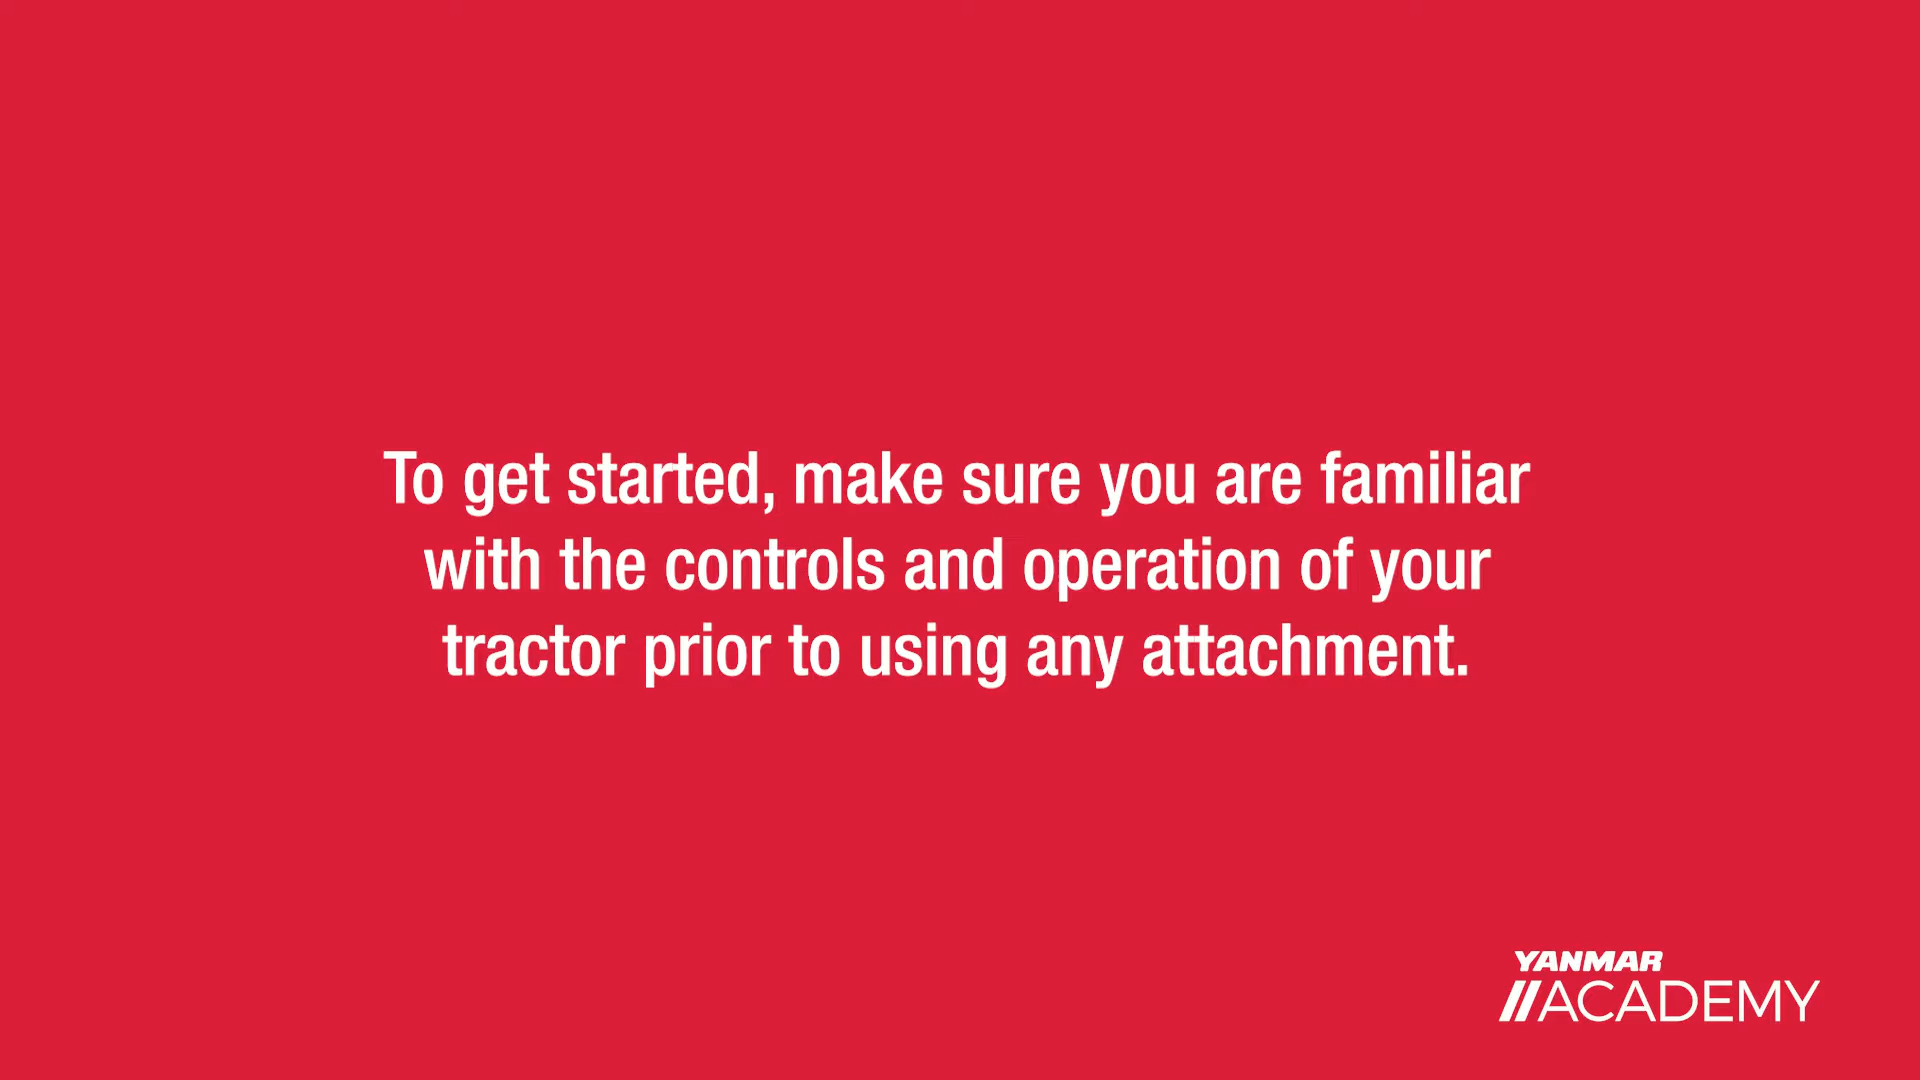 To get started, make sure you are familiar
with the controls and operation of your
tractor prior to using any attachment.
YANMAR
//ACADEMY